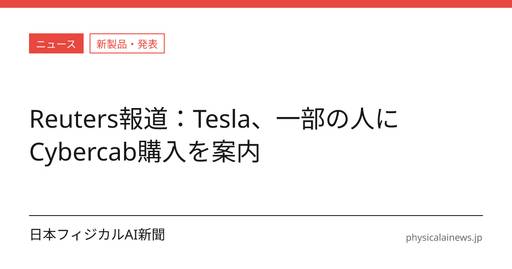 ニュース
新製品・発表
Reuters報道：Tesla、一部の人に
Cybercab購入を案内
日本フィジカルAI新聞
physicalainews.jp